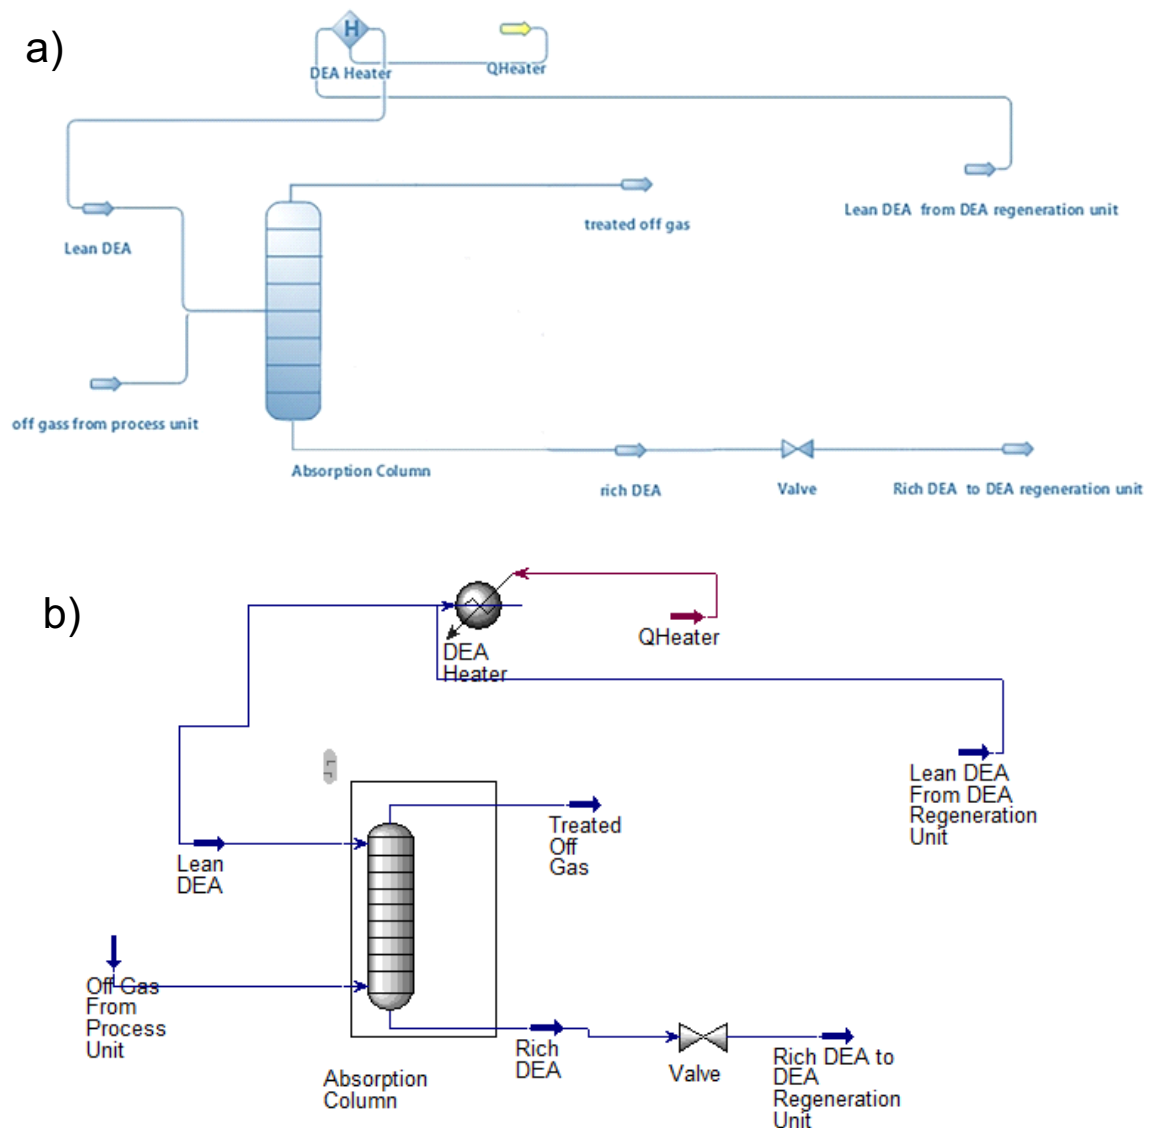 a)
H
DEA Heater
QHeater
Lean DEA
treated off gas
Lean DEA from DEA regeneration unit
off gass from process unit
Absorption Column
rich DEA
Valve
Rich DEA to DEA regeneration unit
b)
DEA
Heater
QHeater
Lean DEA
From DEA
Regeneration
Unit
Treated
Off
Gas
Lean
DEA
Off Gas
From
Process
Unit
Rich
DEA
Absorption
Column
Valve
Rich DEA to
DEA
Regeneration
Unit